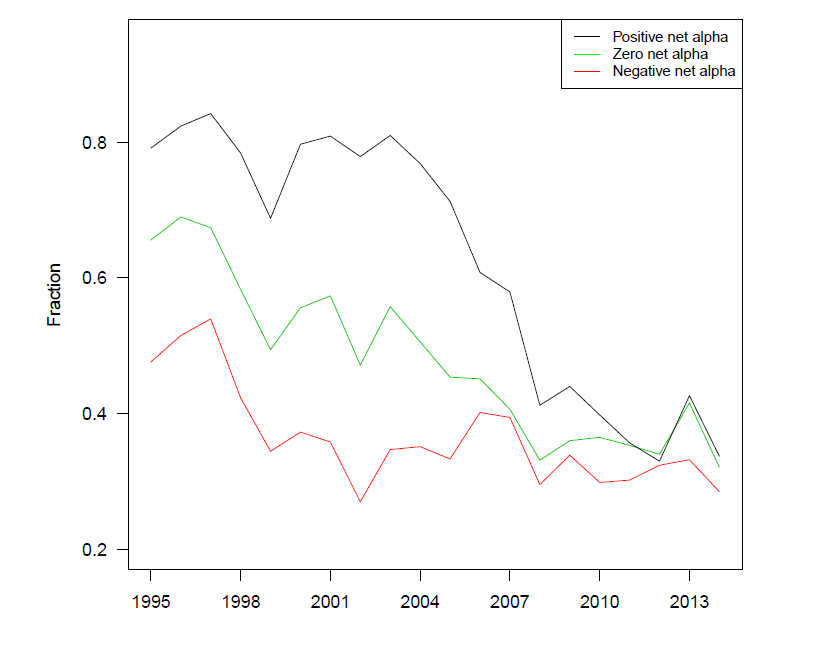 Positive net alpha
Zero net alpha
Negative net alpha
0.8
0.6
Fraction
0.4
0.2
1995 1998 2001 2004 2007 2010 2013